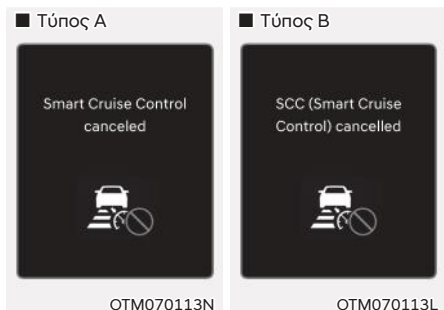 ■ Τύπος A
Smart Cruise Control
canceled
OTM070113N
■ Τύπος B
SCC (Smart Cruise
Control) cancelled
OTM070113L